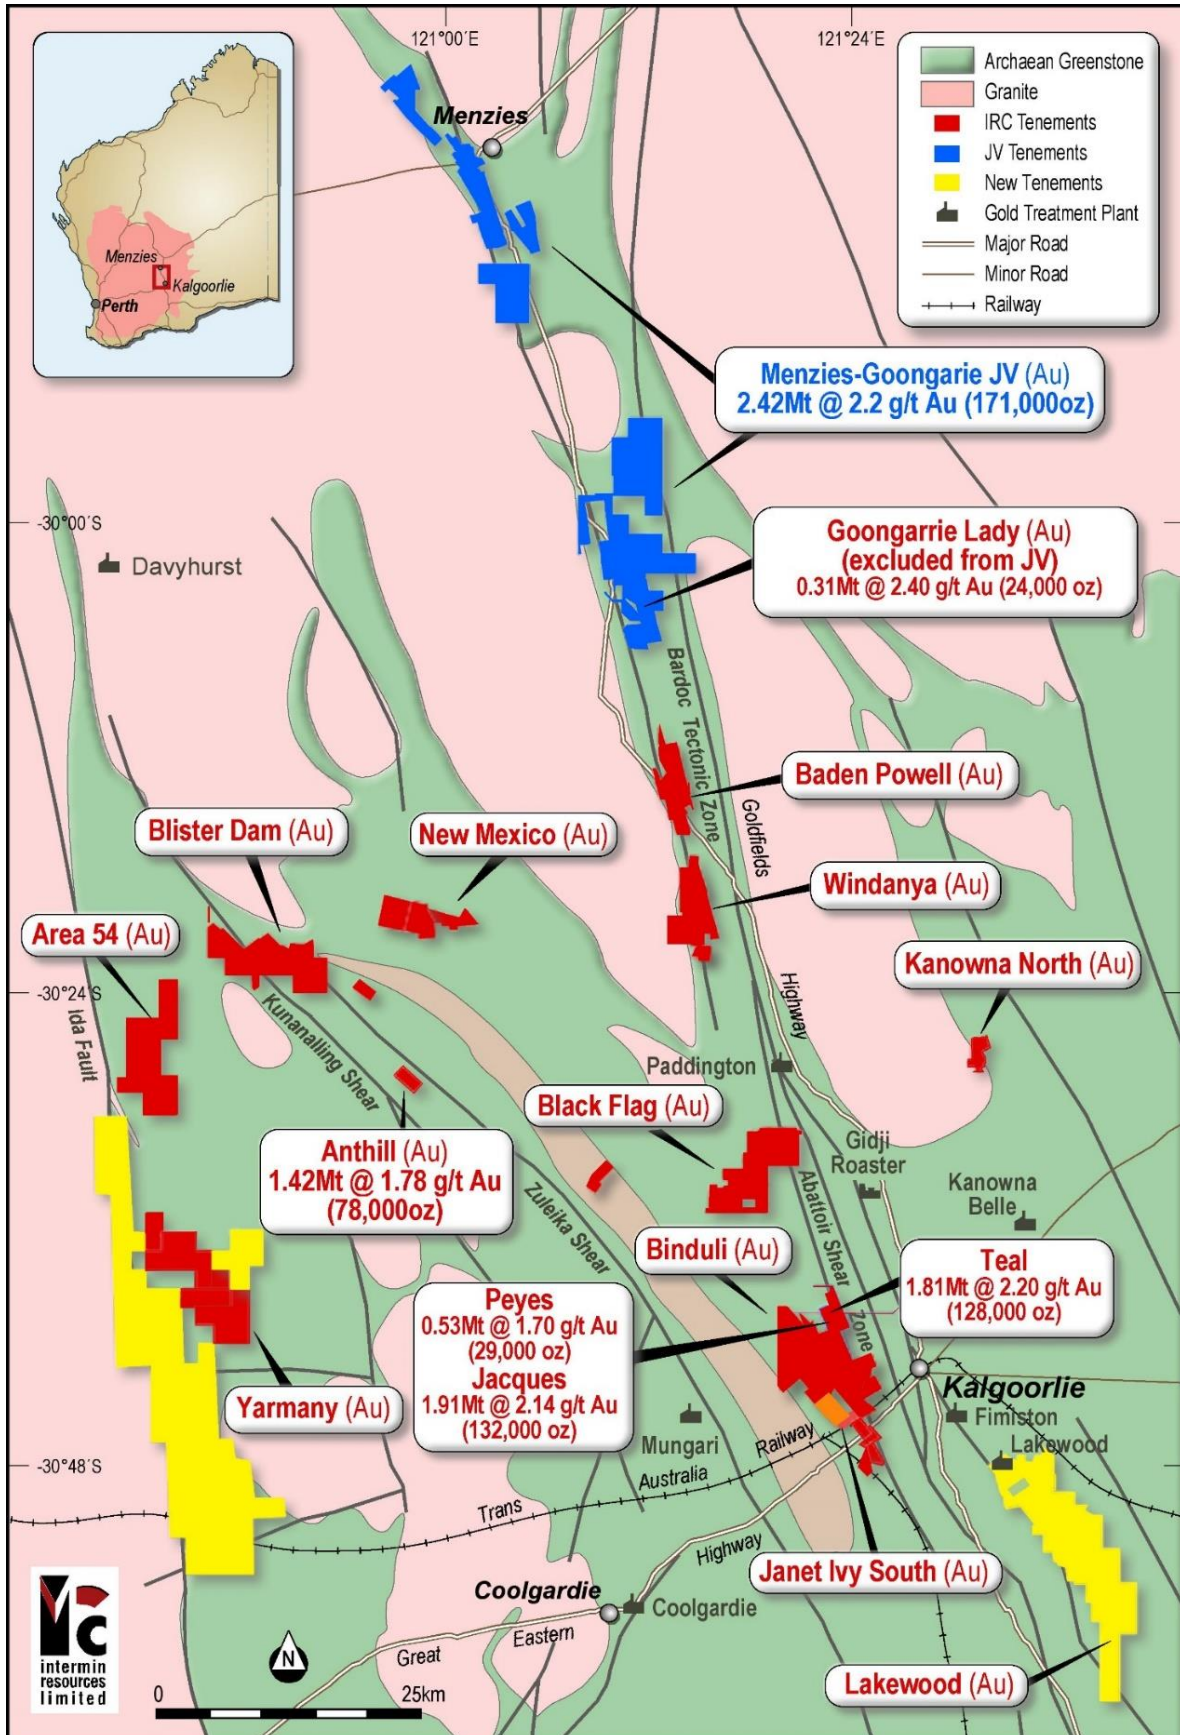 121°00´E
121°24´E
Menzies
Kalgoorlie
Perth
Archaean Greenstone
Granite
IRC Tenements
JV Tenements
New Tenements
Gold Treatment Plant
Major Road
Minor Road
Railway
Menzies
Menzies-Goongarie JV (Au)
2.42Mt @ 2.2 g/t Au (171,000oz)
-30°00´S
Davyhurst
Goongarrie Lady (Au)
(excluded from JV)
0.31Mt @ 2.40 g/t Au (24,000 oz)
Bardoc Tectonic Zone
Baden Powell (Au)
Goldfields
Highway
Blister Dam (Au)
New Mexico (Au)
Windanya (Au)
Area 54 (Au)
Kanowna North (Au)
-30°24´S
Ida Fault
Kunanalling Shear
Paddington
Black Flag (Au)
Anthill (Au)
1.42Mt @ 1.78 g/t Au
(78,000oz)
Zuleika Shear
Abattoir Shear
Zone
Gidji
Roaster
Kanowna
Belle
Binduli (Au)
Teal
1.81Mt @ 2.20 g/t Au
(128,000 oz)
Peyes
0.53Mt @ 1.70 g/t Au
(29,000 oz)
Jacques
1.91Mt @ 2.14 g/t Au
(132,000 oz)
Yarmany (Au)
Kalgoorlie
Fimiston
Lakewood
Mungari
-30°48´S
Trans
Australia
Railway
Highway
Janet Ivy South (Au)
Coolgardie
Coolgardie
Great
Eastern
Lakewood (Au)
intermin
resources
limited
N
0
25km